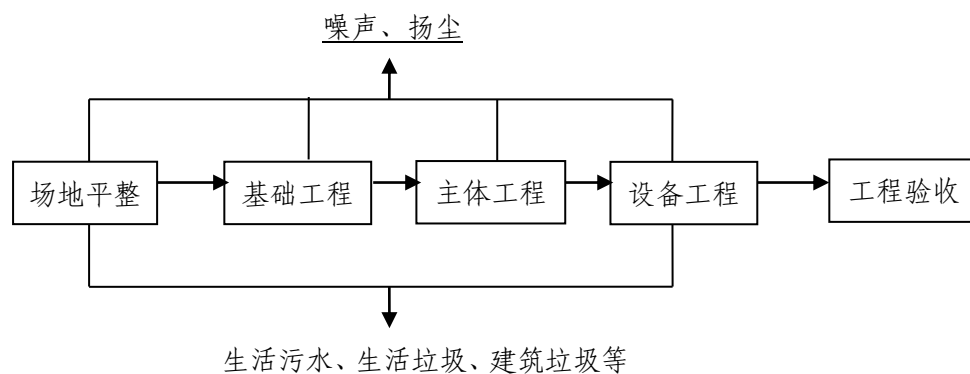 噪声、扬尘
场地平整
基础工程
主体工程
设备工程
工程验收
生活污水、生活垃圾、建筑垃圾等